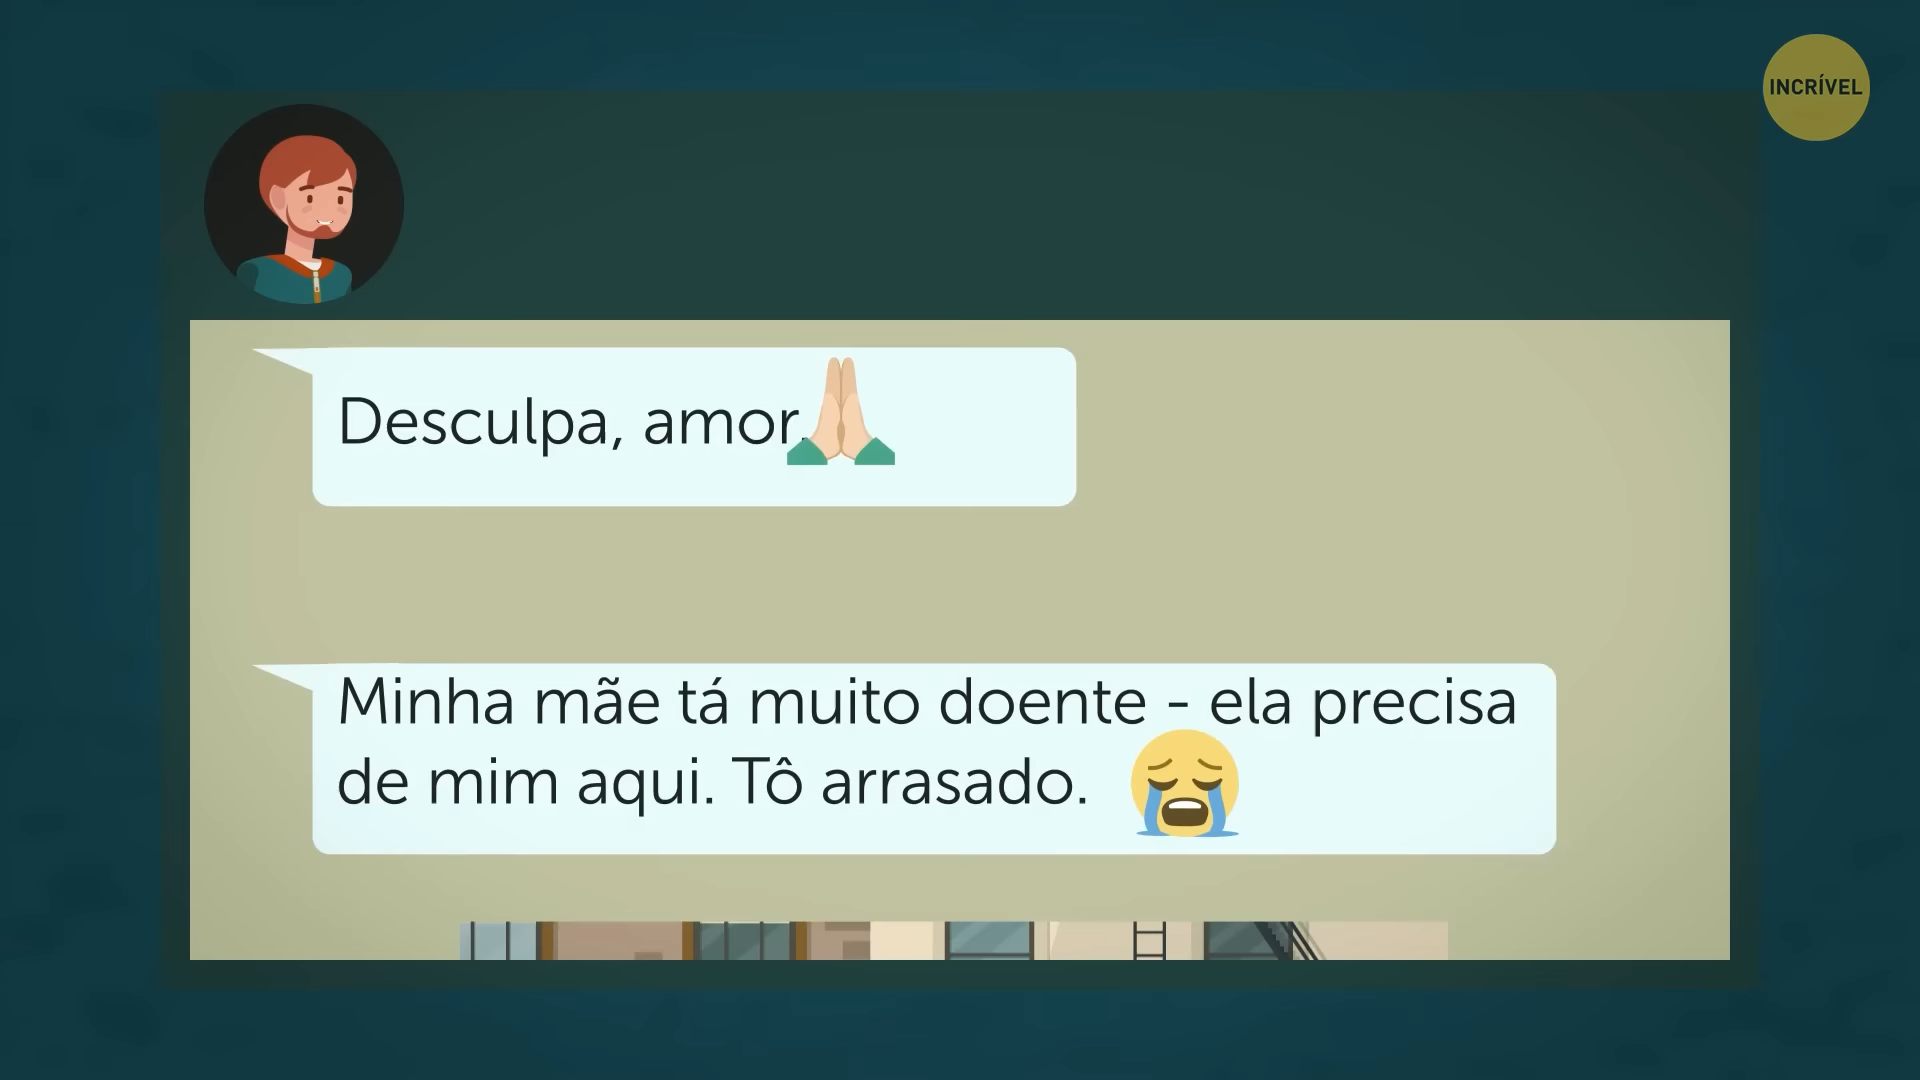 INCRÍVEL
Desculpa, amor.
Minha mãe tá muito doente - ela precisa
de mim aqui. Tô arrasado.